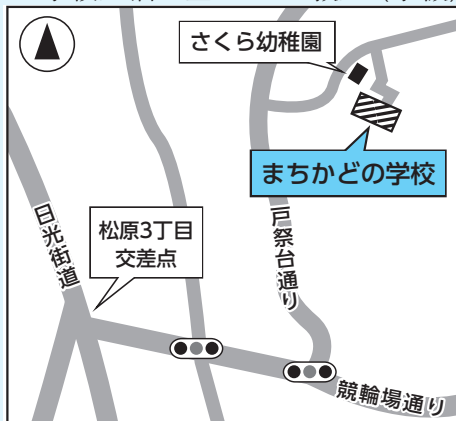 さくら幼稚園
まちかどの学校
日光街道
松原3丁目
交差点
戸祭台通り
競輪場通り